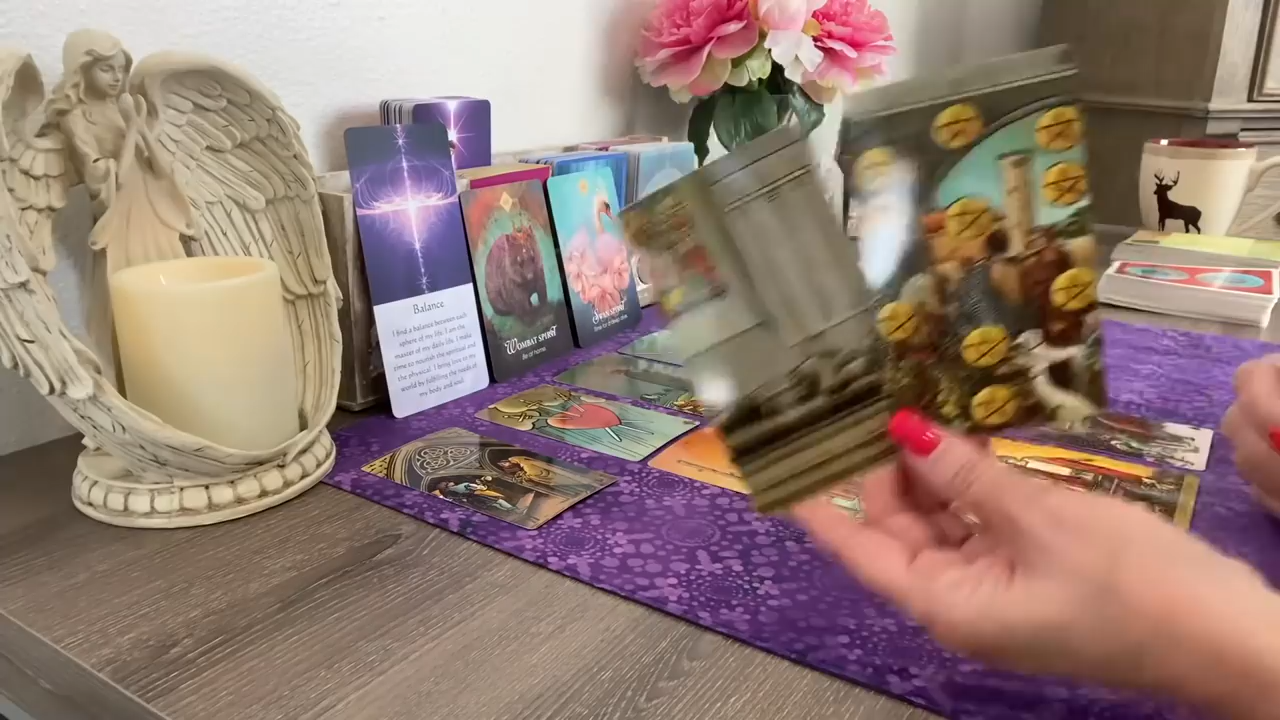 Balance
I find a balance between each
sphere of my life. I am the
master of my daily life. I make
time to nourish the spiritual and
the physical. I bring love to my
world by fulfilling the needs of
my body and soul.
WOMBAT SPIRIT
Be at home.
SWAN SPIRIT